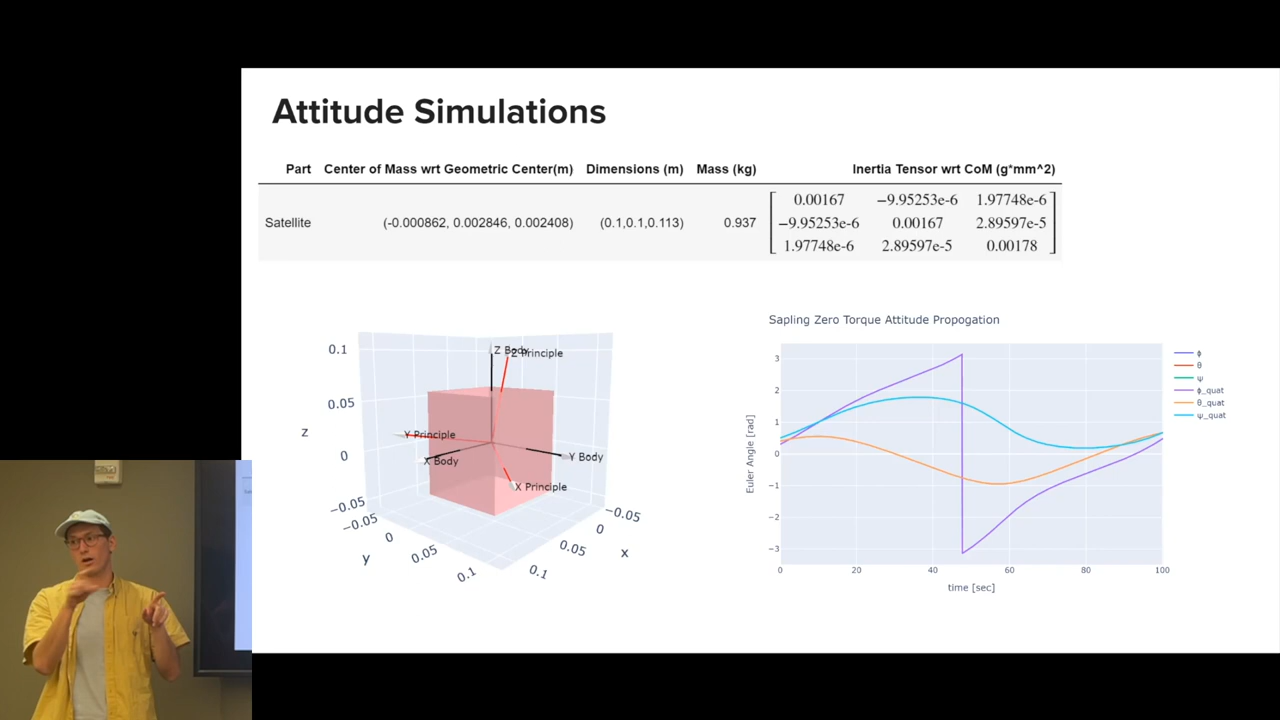 Attitude Simulations
Part Center of Mass wrt Geometric Center(m) Dimensions (m) Mass (kg) Inertia Tensor wrt CoM (g*mm^2)
0.00167 −9.95253e-6 1.97748e-6
Satellite (-0.000862, 0.002846, 0.002408) (0.1,0.1,0.113) 0.937 −9.95253e-6 0.00167 2.89597e-5
1.97748e-6 2.89597e-5 0.00178
Z Body
Z Principle
Y Principle
X Body
Y Body
X Principle
0.1
0.05
0
−0.05
z
−0.05
0
0.05
0.1
y
−0.05
0
0.05
0.1
x
Sapling Zero Torque Attitude Propogation
3
2
1
0
−1
−2
−3
Euler Angle [rad]
0 20 40 60 80 100
time [sec]
ϕ
θ
ψ
ϕ_quat
θ_quat
ψ_quat